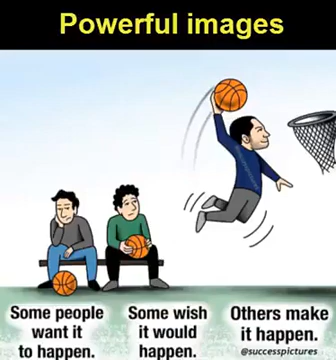 Powerful images
Some people
want it
to happen.
Some wish
it would
happen.
Others make
it happen.
@successpictures